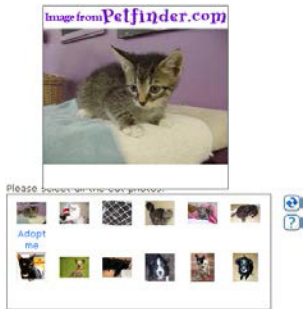 Image from Petfinder.com
Please select all the cat photos:
Adopt
me
?